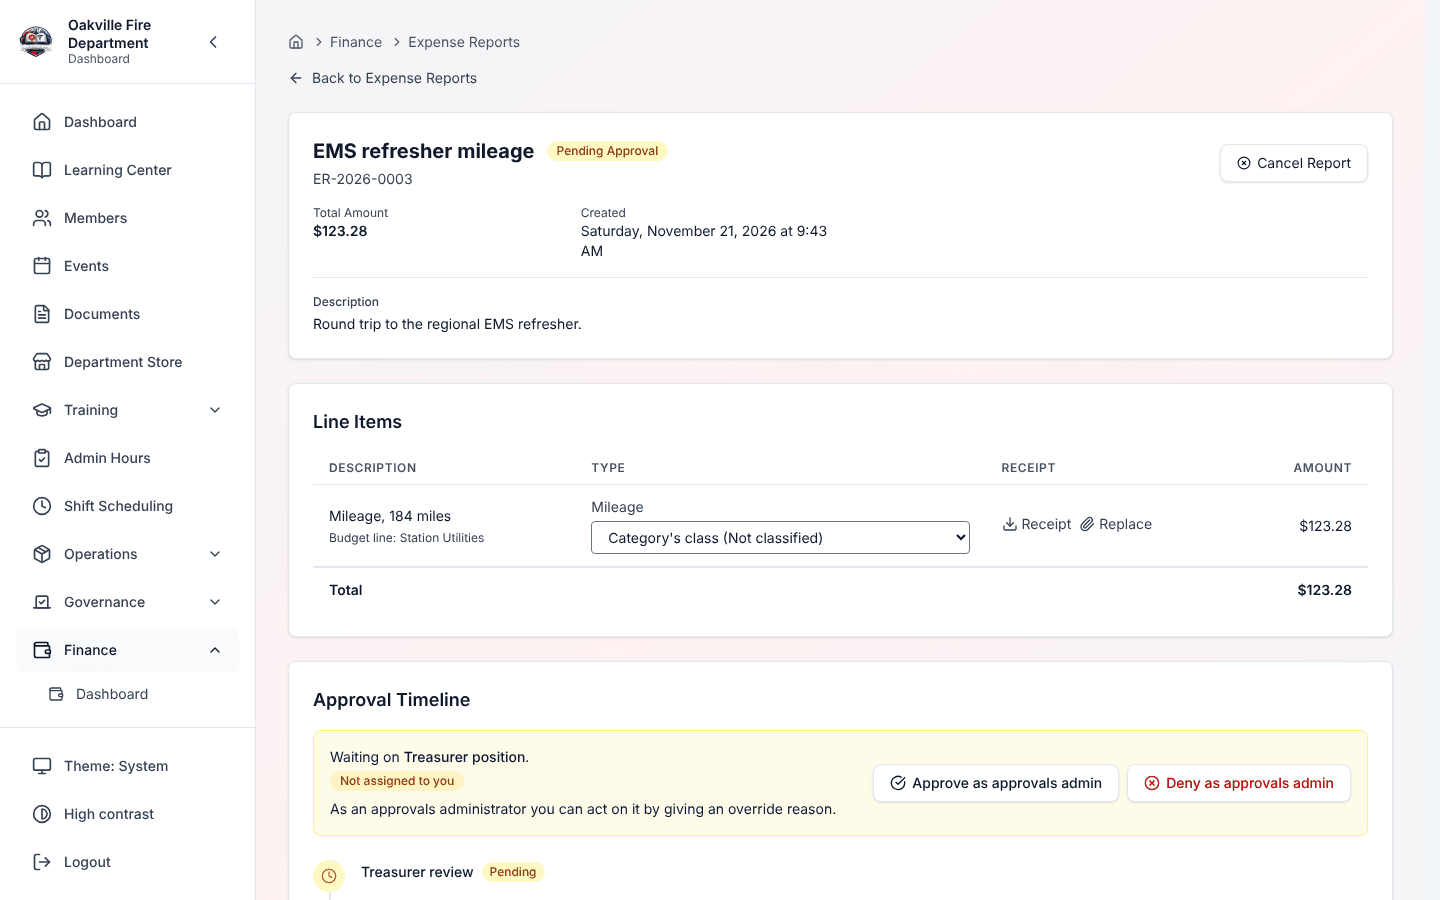 Oakville Fire
Department
Dashboard
Dashboard
Learning Center
Members
Events
Documents
Department Store
Training
Admin Hours
Shift Scheduling
Operations
Governance
Finance
Dashboard
Theme: System
High contrast
Logout
Finance
Expense Reports
Back to Expense Reports
EMS refresher mileage
Pending Approval
ER-2026-0003
Cancel Report
Total Amount
$123.28
Created
Saturday, November 21, 2026 at 9:43
AM
Description
Round trip to the regional EMS refresher.
Line Items
DESCRIPTION TYPE RECEIPT AMOUNT
Mileage, 184 miles
Budget line: Station Utilities
Mileage
Category's class (Not classified)
Receipt Replace
$123.28
Total $123.28
Approval Timeline
Waiting on Treasurer position.
Not assigned to you
As an approvals administrator you can act on it by giving an override reason.
Approve as approvals admin
Deny as approvals admin
Treasurer review Pending